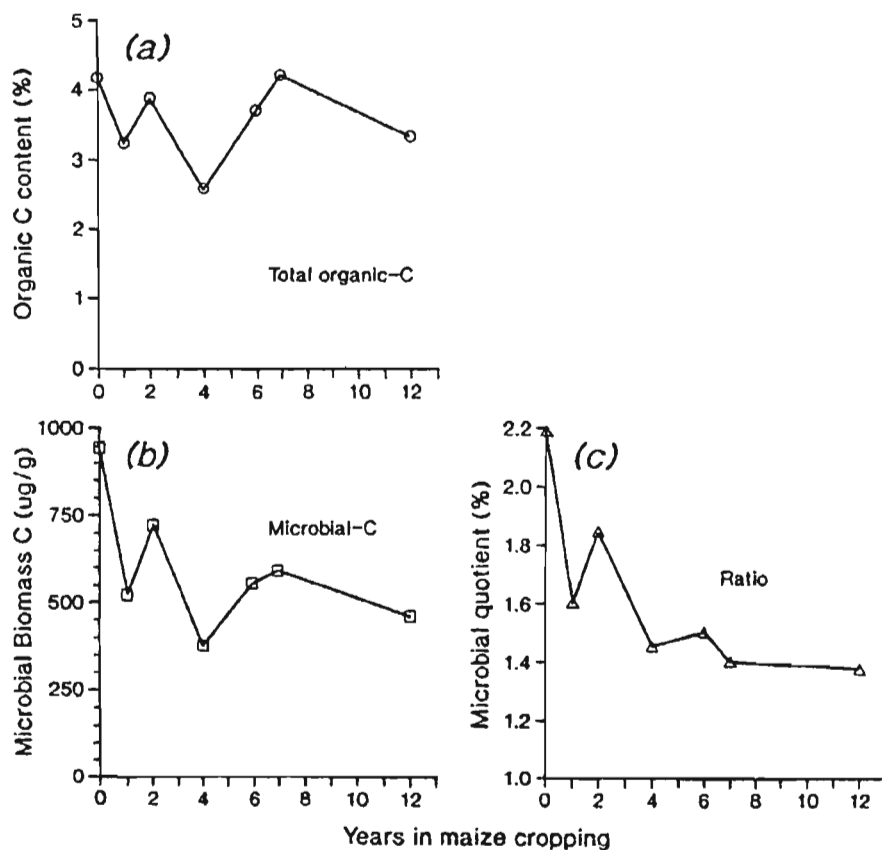 (a)
Organic C content (%)
5
4
3
2
1
0
Total organic-C
0 2 4 6 8 10 12
(b)
Microbial Biomass C (ug/g)
1000
750
500
250
0
Microbial-C
0 2 4 6 8 10 12
(c)
Microbial quotient (%)
2.2
2.0
1.8
1.6
1.4
1.2
1.0
Ratio
0 2 4 6 8 10 12
Years in maize cropping